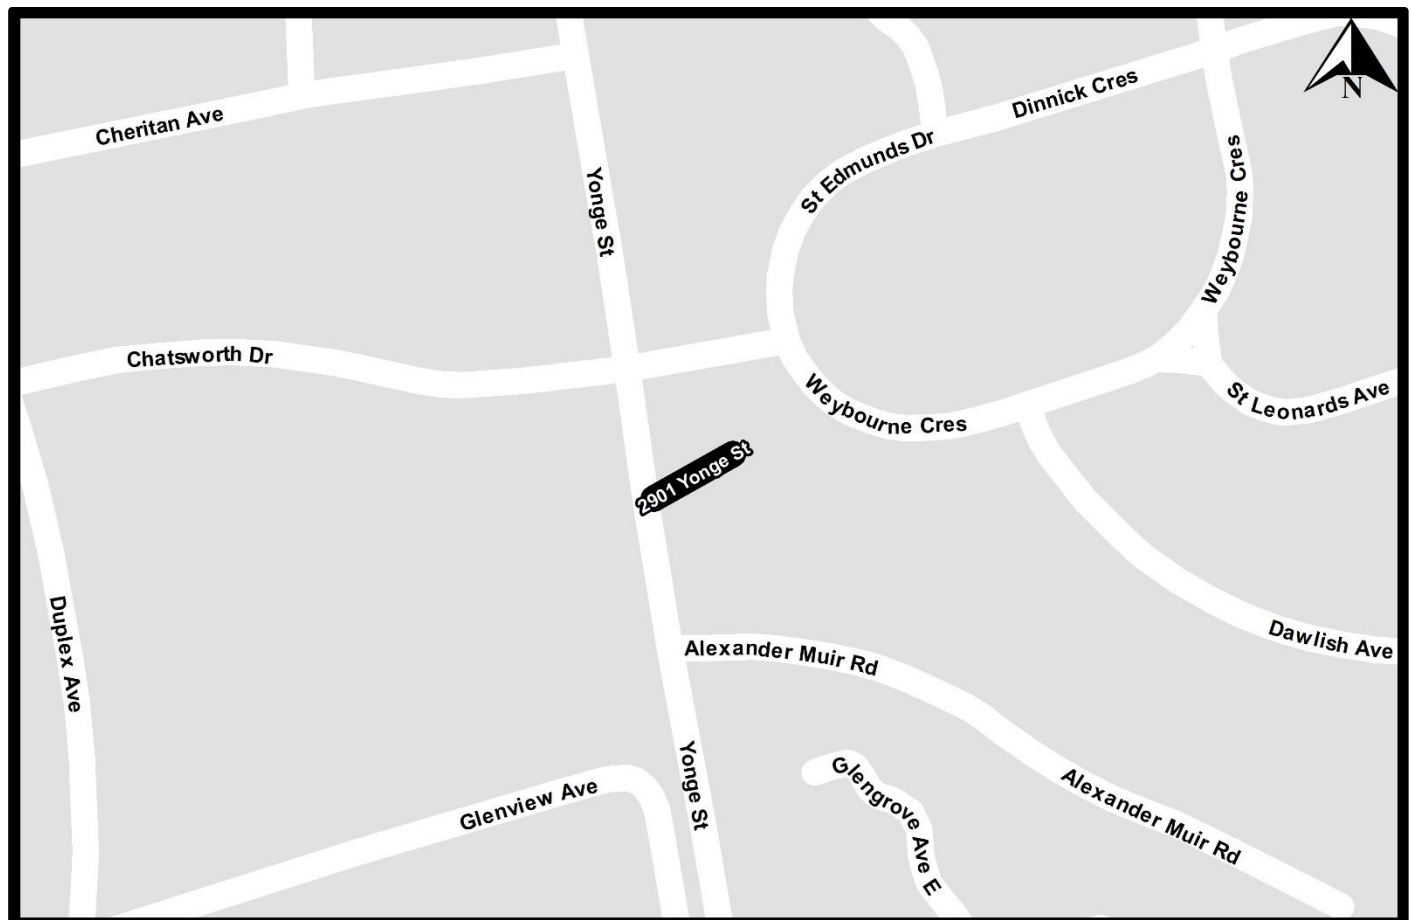 N
Dinnick Cres
Cheritan Ave
St Edmunds Dr
Yonge St
Weybourne Cres
Chatsworth Dr
Weybourne Cres
St Leonards Ave
2901 Yonge St
Duplex Ave
Dawlish Ave
Alexander Muir Rd
Yonge St
Glenview Ave
Glengrove Ave E
Alexander Muir Rd